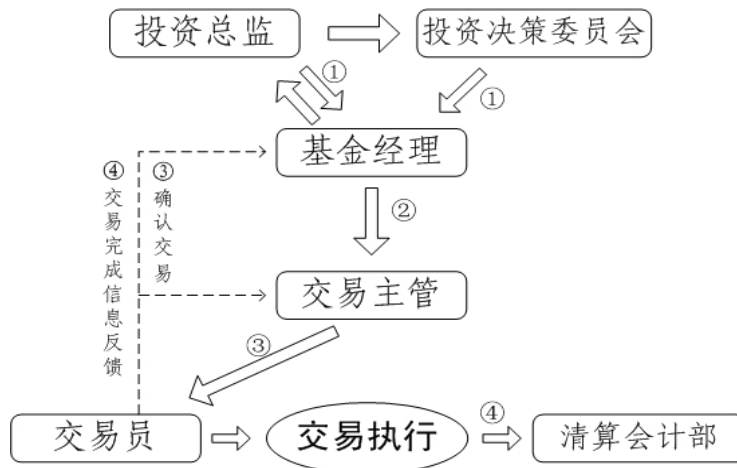 投资总监
投资决策委员会
①
①
基金经理
④交易完成信息反馈
③确认交易
②
交易主管
③
交易员
交易执行
④
清算会计部